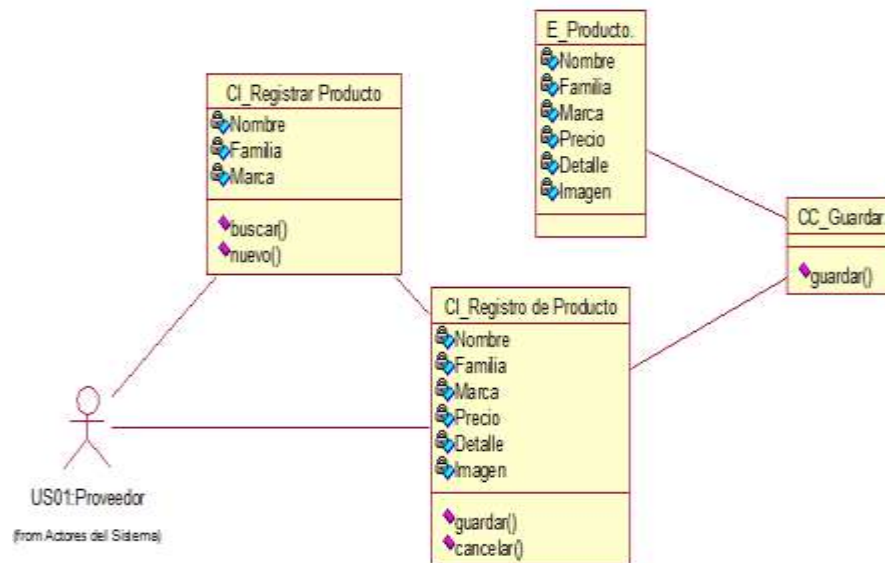 E_Producto.
Nombre
Familia
Marca
Precio
Detalle
Imagen
CI_Registrar Producto
Nombre
Familia
Marca
buscar()
nuevo()
CC_Guardar
guardar()
CI_Registro de Producto
Nombre
Familia
Marca
Precio
Detalle
Imagen
guardar()
cancelar()
US01:Proveedor
(from Actores del Sistema)